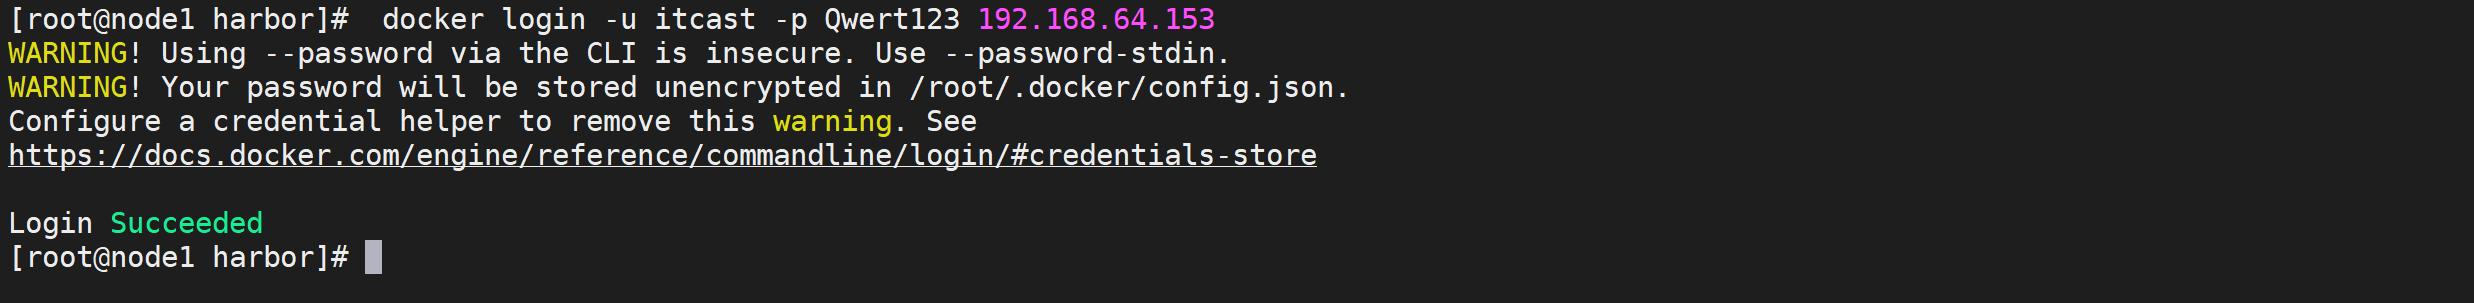 [root@node1 harbor]#  docker login -u itcast -p Qwert123 192.168.64.153
WARNING! Using --password via the CLI is insecure. Use --password-stdin.
WARNING! Your password will be stored unencrypted in /root/.docker/config.json.
Configure a credential helper to remove this warning. See
https://docs.docker.com/engine/reference/commandline/login/#credentials-store

Login Succeeded
[root@node1 harbor]#